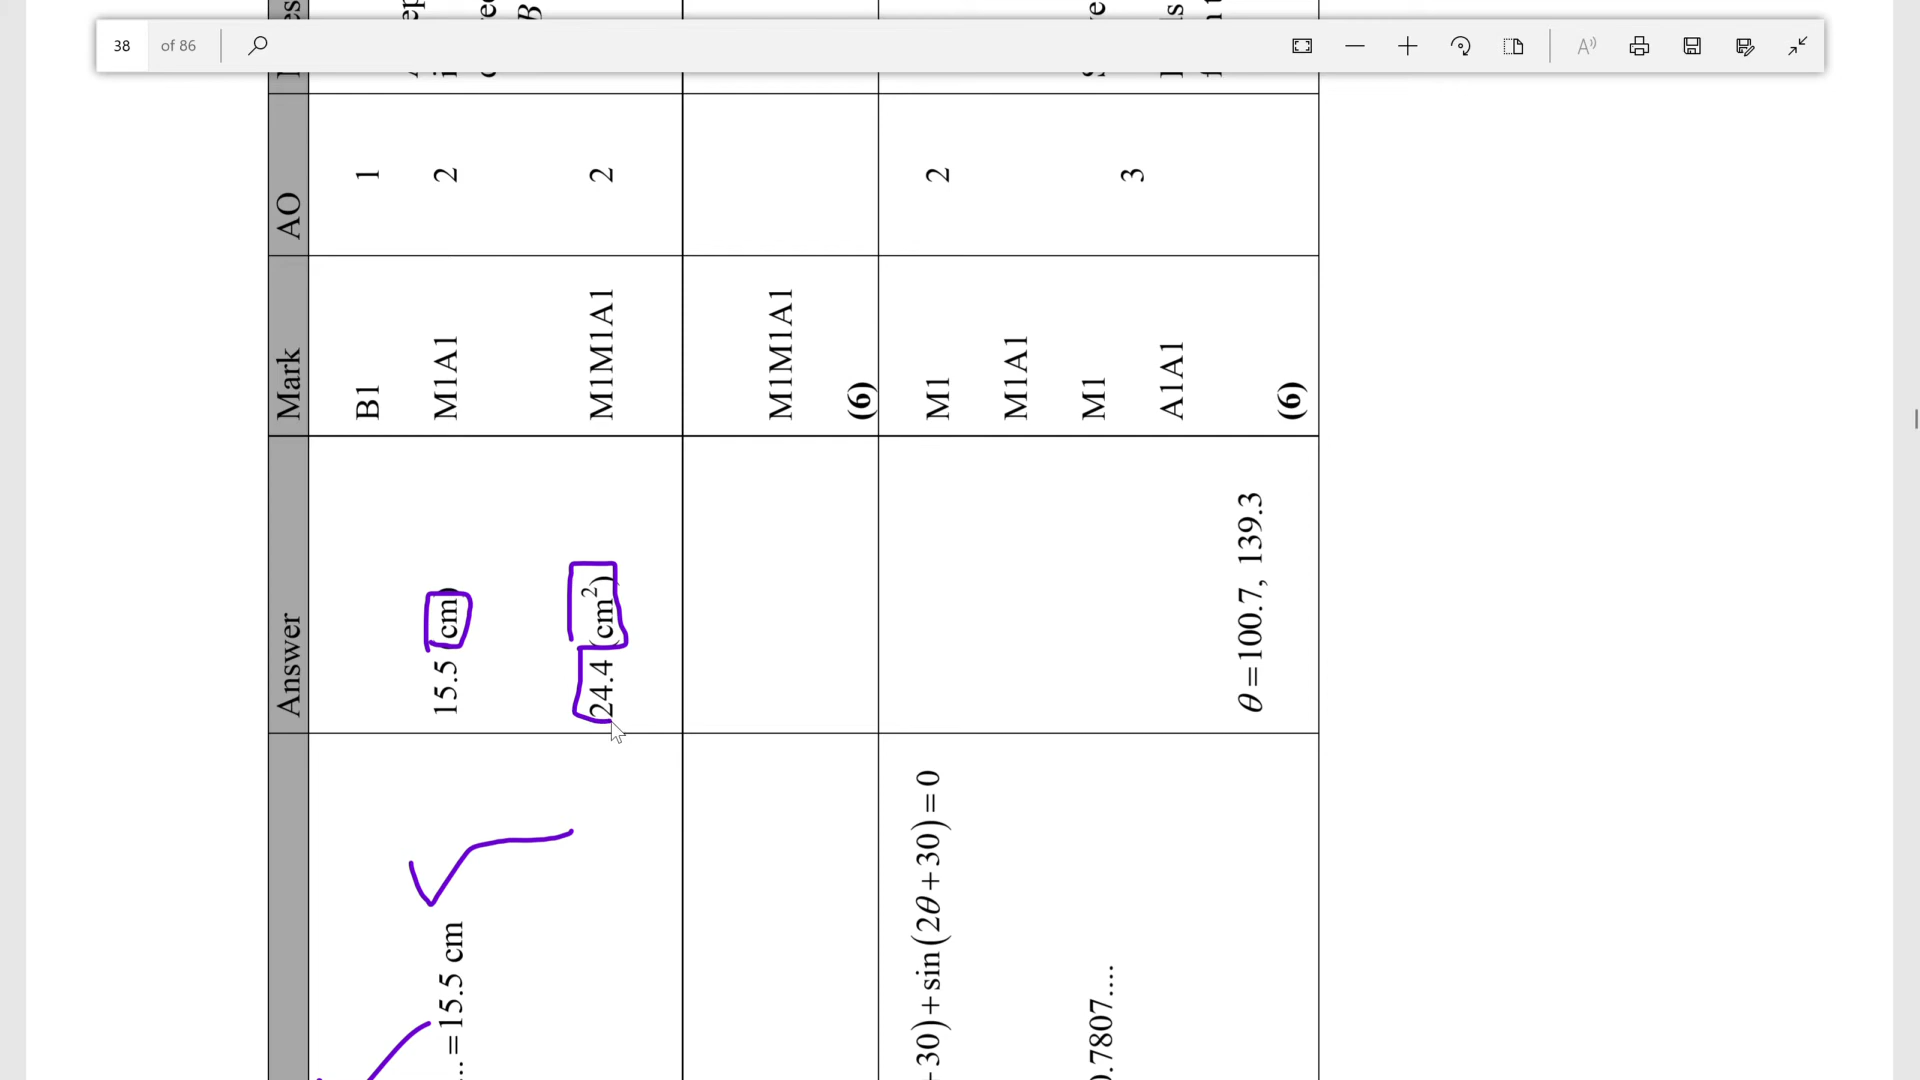 38 of 86
AO
1
2
2
2
3
Mark
B1
M1A1
M1M1A1
M1M1A1
(6)
M1
M1A1
M1
A1A1
(6)
Answer
15.5 (cm)
24.4 (cm²)
θ = 100.7, 139.3
.... = 15.5 cm
+30)+sin(2θ+30)=0
0.7807....